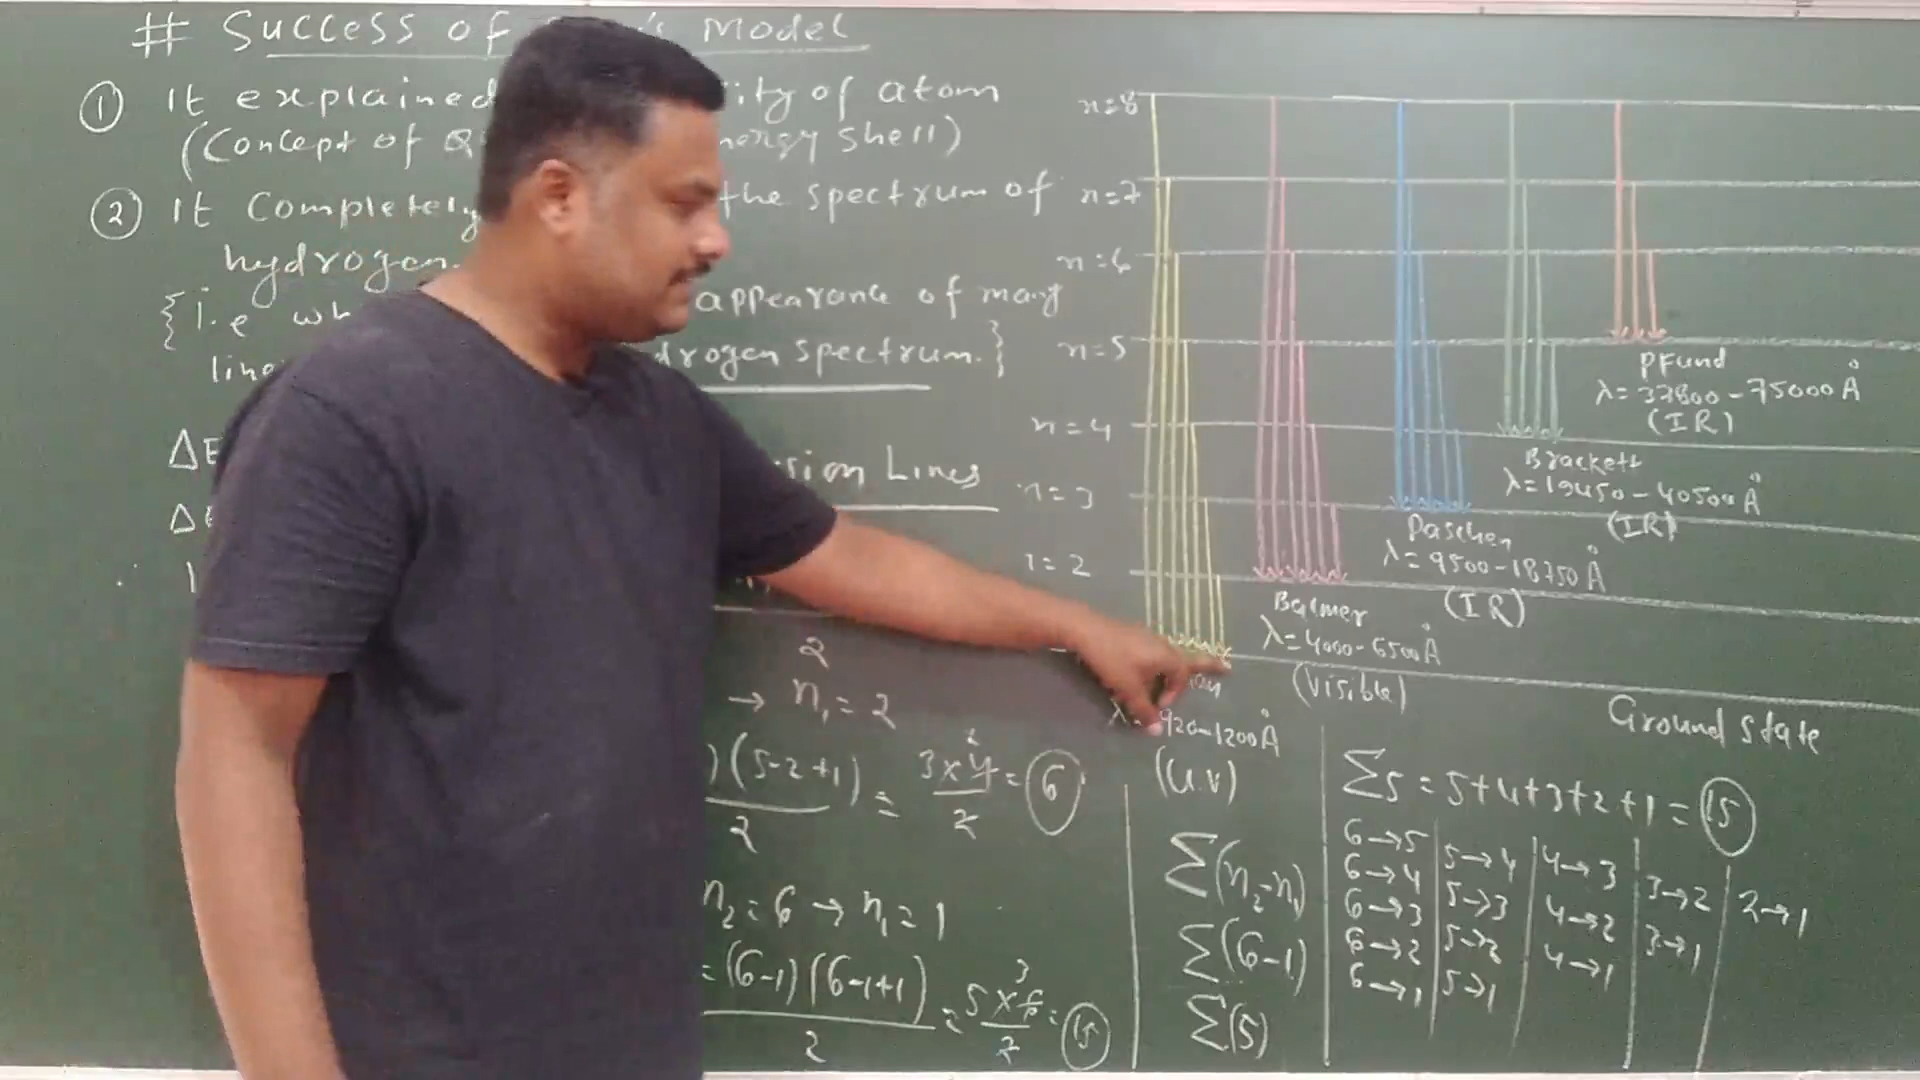 # Success of Model
① It explained ity of atom
(Concept of nergy shell)
② It Completely the spectrum of
hydrogen.
{i.e wh appearance of many
line drogen spectrum.}
ΔE sion Lines
Δ
2
→ n₁ = 2
)(5-2+1) = 3×4 = 6
2 2
n₂ = 6 → n₁ = 1
= (6-1)(6-1+1) = 5×6 = 15
2 2
n=8
n=7
n=6
n=5
n=4
n=3
= 2
Pfund
λ= 37800-75000 Å
(IR)
Brackett
λ=19450-40500 Å
(IR)
Paschen
λ=9500-18750 Å
(IR)
Balmer
λ=4000-6500 Å
(Visible)
λ= 920-1200 Å
(U.V)
Ground state
Σ(n₂-n₁)
Σ(6-1)
Σ(5)
Σ5 = 5+4+3+2+1 = 15
6→5 5→4 4→3 3→2 2→1
6→4 5→3 4→2 3→1
6→3 5→2 4→1
6→2 5→1
6→1